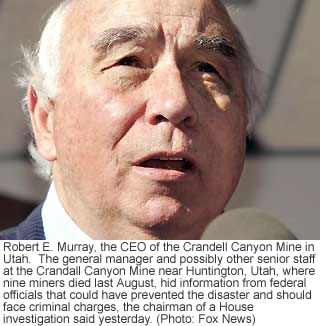 Robert E. Murray, the CEO of the Crandell Canyon Mine in
Utah.  The general manager and possibly other senior staff
at the Crandall Canyon Mine near Huntington, Utah, where
nine miners died last August, hid information from federal
officials that could have prevented the disaster and should
face criminal charges, the chairman of a House
investigation said yesterday. (Photo: Fox News)